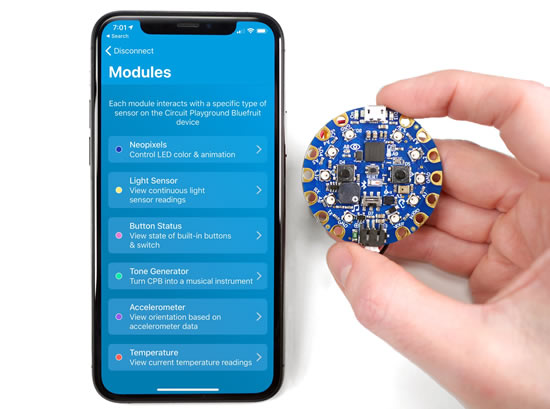 7:01
Search
Disconnect
Modules
Each module interacts with a specific type of
sensor on the Circuit Playground Bluefruit
device
Neopixels
Control LED color & animation
Light Sensor
View continuous light
sensor readings
Button Status
View state of built-in buttons
& switch
Tone Generator
Turn CPB into a musical instrument
Accelerometer
View orientation based on
accelerometer data
Temperature
View current temperature readings